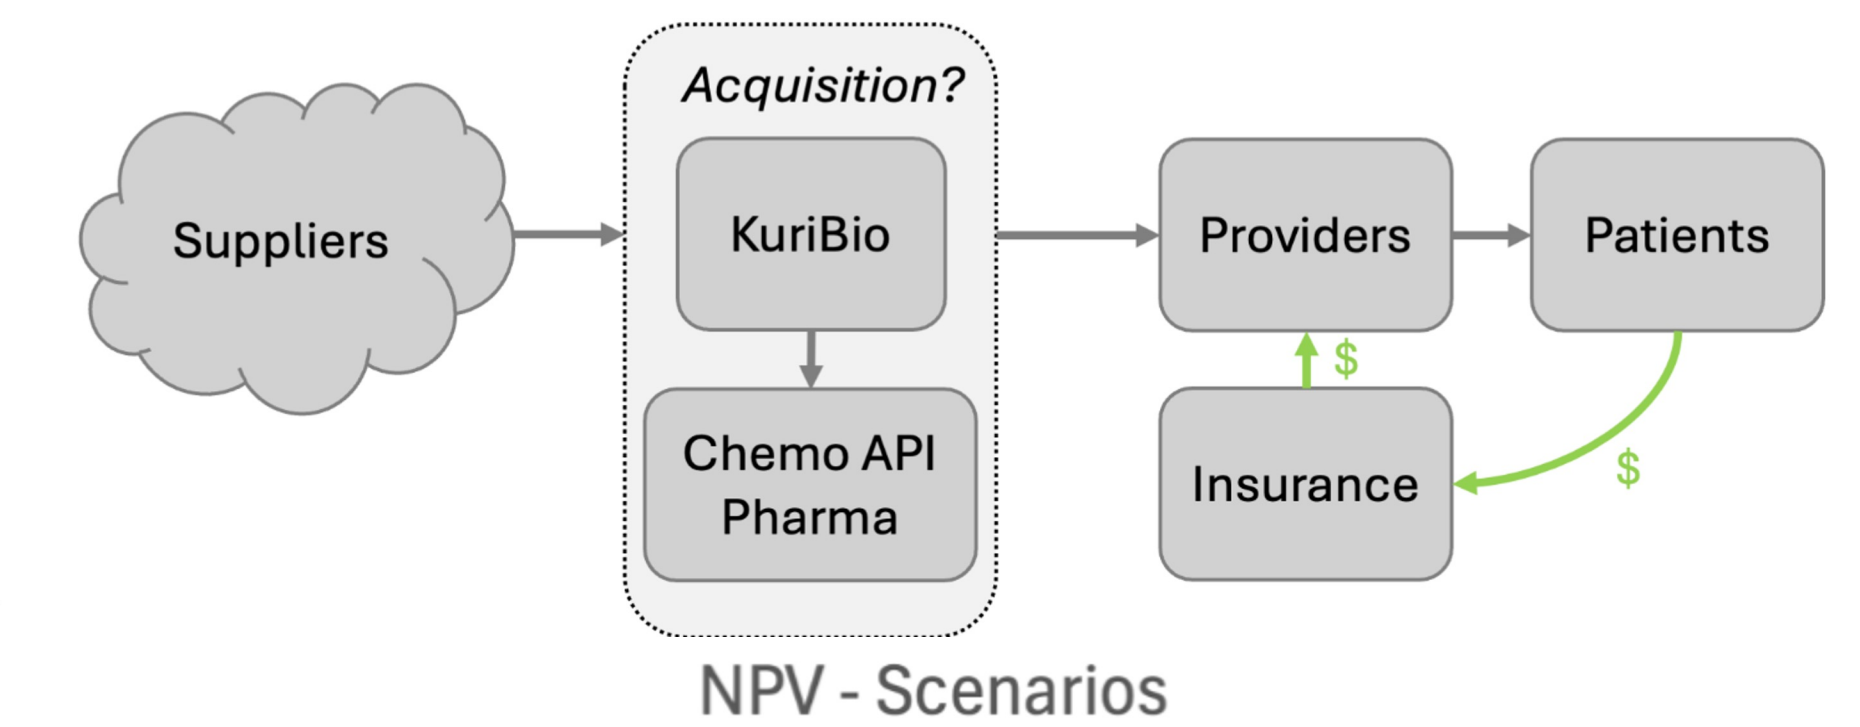 Acquisition?
Suppliers
KuriBio
Providers
Patients
$
Chemo API
Pharma
Insurance
$
NPV - Scenarios